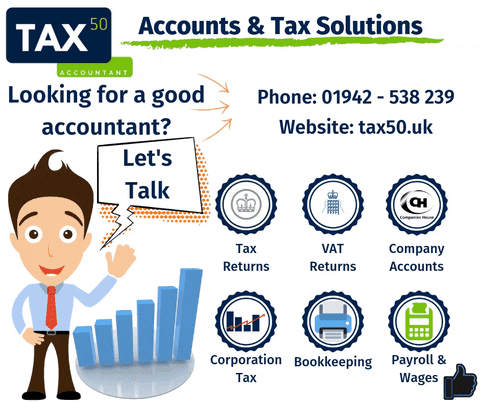 TAX 50
ACCOUNTANT
Accounts & Tax Solutions
Looking for a good
accountant?
Phone: 01942 - 538 239
Website: tax50.uk
Let's
Talk
CH
Companies House
Tax
Returns
VAT
Returns
Company
Accounts
Corporation
Tax
Bookkeeping
Payroll &
Wages